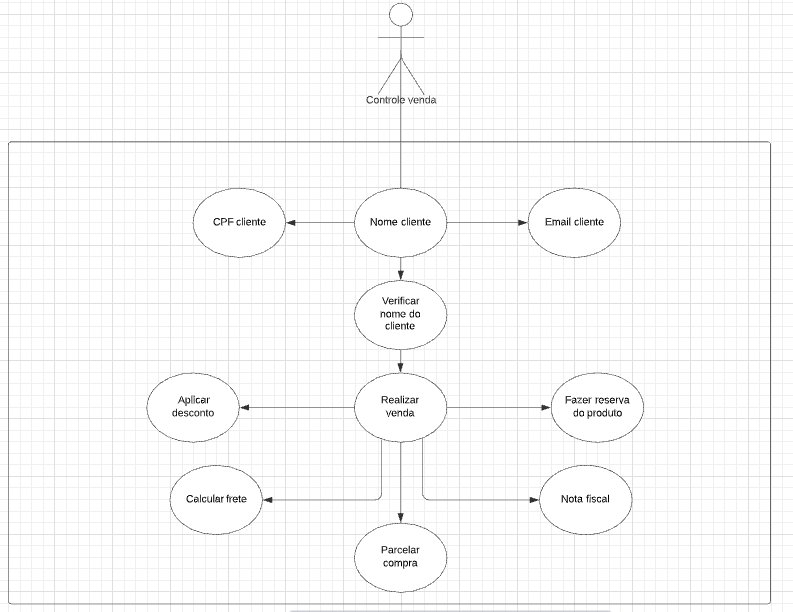 Controle venda
CPF cliente
Nome cliente
Email cliente
Verificar
nome do
cliente
Aplicar
desconto
Realizar
venda
Fazer reserva
do produto
Calcular frete
Nota fiscal
Parcelar
compra